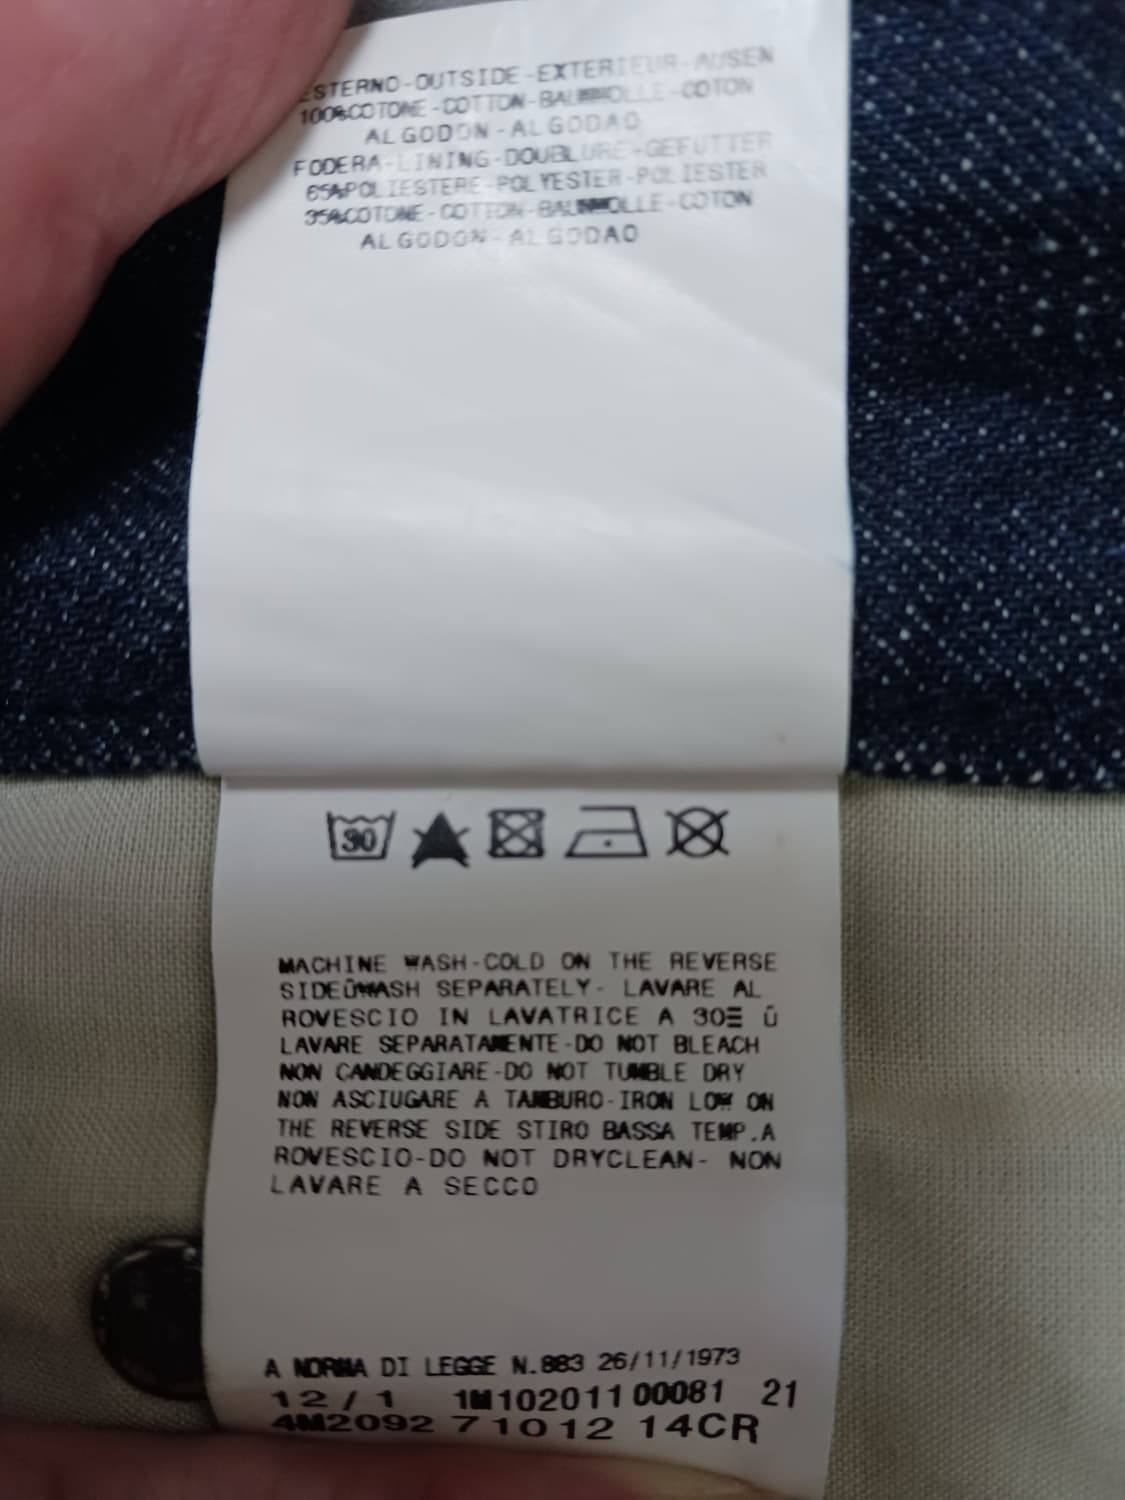 ESTERNO-OUTSIDE-EXTERIEUR-AUSEN
100%COTONE-COTTON-BAUMWOLLE-COTON
ALGODON-ALGODAO
FODERA-LINING-DOUBLURE-GEFUTTER
65%POLIESTERE-POLYESTER-POLIESTER
35%COTONE-COTTON-BAUMWOLLE-COTON
ALGODON-ALGODAO
30
MACHINE WASH-COLD ON THE REVERSE
SIDEÛWASH SEPARATELY- LAVARE AL
ROVESCIO IN LAVATRICE A 30Ξ Û
LAVARE SEPARATAMENTE-DO NOT BLEACH
NON CANDEGGIARE-DO NOT TUMBLE DRY
NON ASCIUGARE A TAMBURO-IRON LOW ON
THE REVERSE SIDE STIRO BASSA TEMP.A
ROVESCIO-DO NOT DRYCLEAN- NON
LAVARE A SECCO
A NORMA DI LEGGE N.883 26/11/1973
12/1 1M10201100081 21
4M2092 71012 14CR